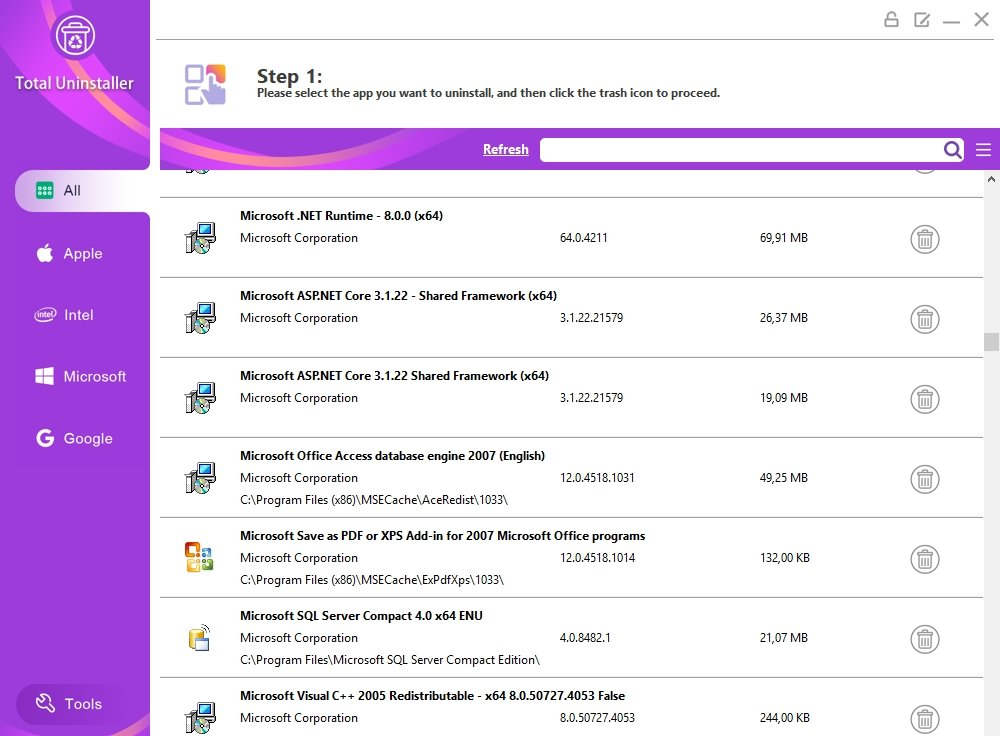 Total Uninstaller
Step 1:
Please select the app you want to uninstall, and then click the trash icon to proceed.
Refresh
All
Apple
intel Intel
Microsoft
Google
Tools
Microsoft .NET Runtime - 8.0.0 (x64)
Microsoft Corporation 64.0.4211 69,91 MB
Microsoft ASP.NET Core 3.1.22 - Shared Framework (x64)
Microsoft Corporation 3.1.22.21579 26,37 MB
Microsoft ASP.NET Core 3.1.22 Shared Framework (x64)
Microsoft Corporation 3.1.22.21579 19,09 MB
Microsoft Office Access database engine 2007 (English)
Microsoft Corporation 12.0.4518.1031 49,25 MB
C:\Program Files (x86)\MSECache\AceRedist\1033\
Microsoft Save as PDF or XPS Add-in for 2007 Microsoft Office programs
Microsoft Corporation 12.0.4518.1014 132,00 KB
C:\Program Files (x86)\MSECache\ExPdfXps\1033\
Microsoft SQL Server Compact 4.0 x64 ENU
Microsoft Corporation 4.0.8482.1 21,07 MB
C:\Program Files\Microsoft SQL Server Compact Edition\
Microsoft Visual C++ 2005 Redistributable - x64 8.0.50727.4053 False
Microsoft Corporation 8.0.50727.4053 244,00 KB